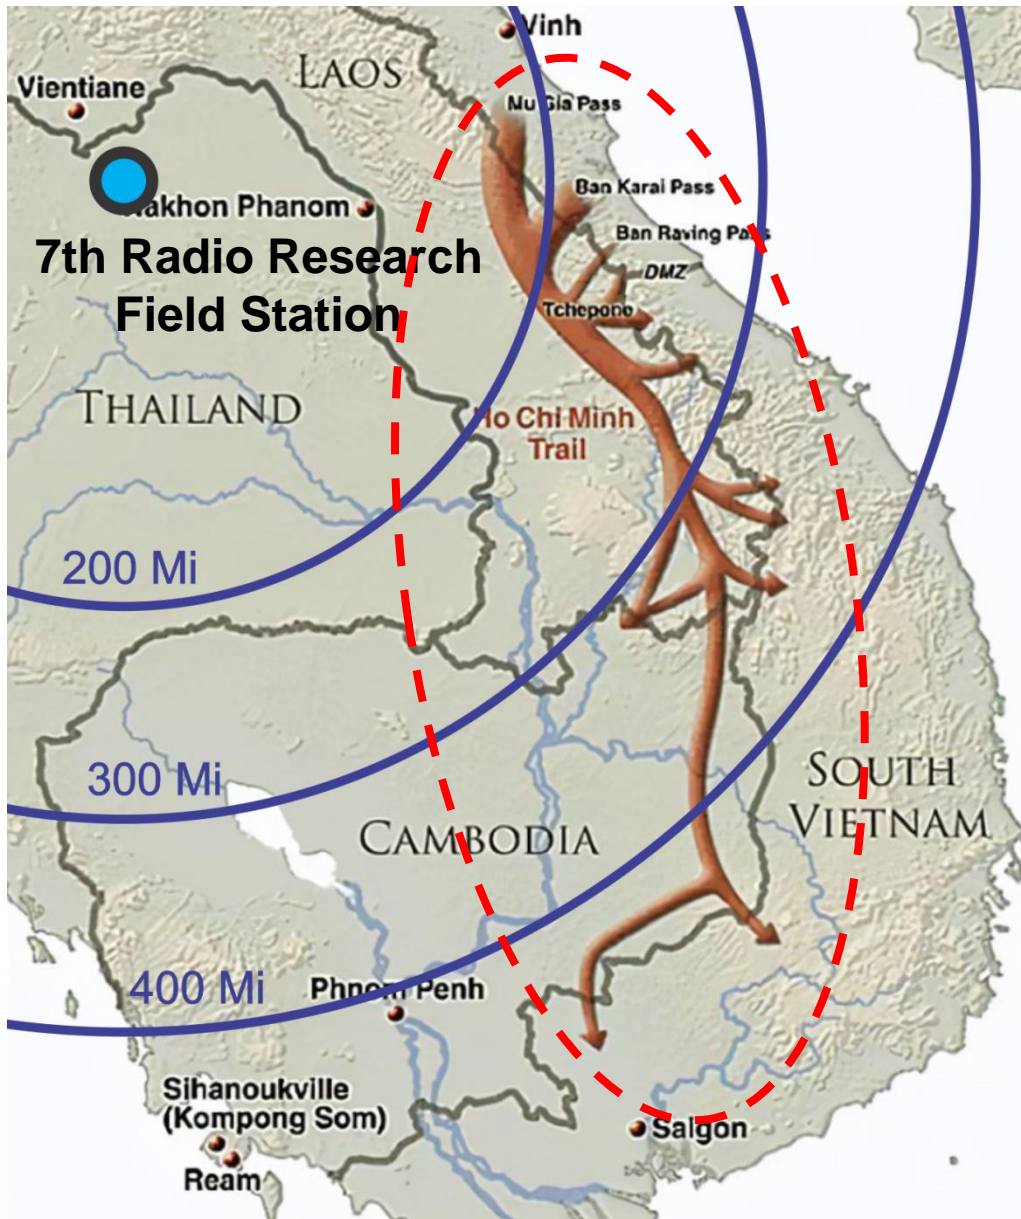 Vinh
LAOS
Vientiane
Mu Gia Pass
Ban Karai Pass
Nakhon Phanom
Ban Raving Pass
7th Radio Research
Field Station
DMZ
Tchepone
THAILAND
Ho Chi Minh
Trail
200 Mi
300 Mi
SOUTH
VIETNAM
CAMBODIA
400 Mi
Phnom Penh
Sihanoukville
(Kompong Som)
Saigon
Ream